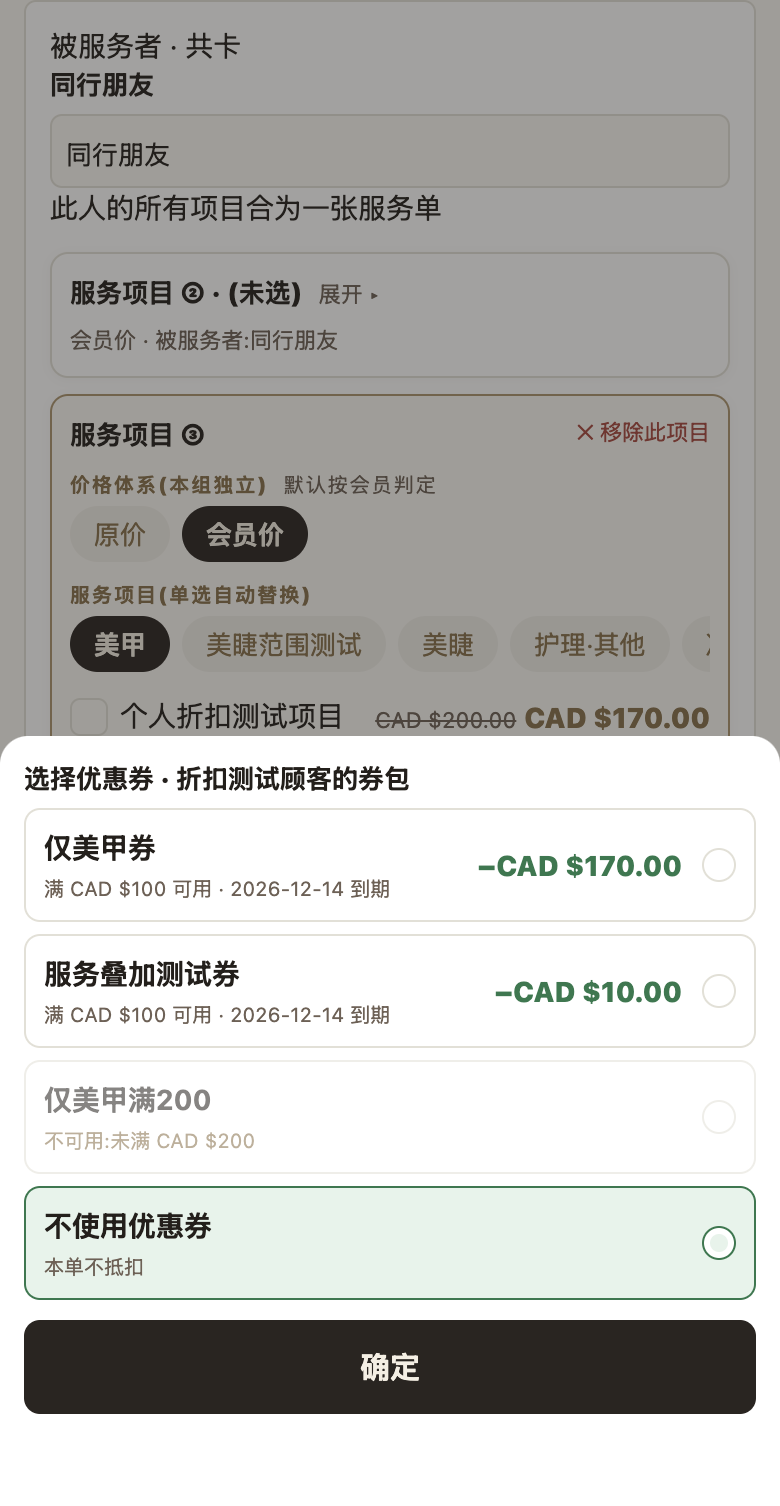 被服务者 · 共卡
同行朋友
同行朋友
此人的所有项目合为一张服务单
服务项目 ② · (未选) 展开 ▸
会员价 · 被服务者:同行朋友
服务项目 ③ ✕ 移除此项目
价格体系(本组独立) 默认按会员判定
原价 会员价
服务项目(单选自动替换)
美甲 美睫范围测试 美睫 护理·其他
个人折扣测试项目 CAD $200.00 CAD $170.00
选择优惠券 · 折扣测试顾客的券包
仅美甲券
满 CAD $100 可用 · 2026-12-14 到期
−CAD $170.00
服务叠加测试券
满 CAD $100 可用 · 2026-12-14 到期
−CAD $10.00
仅美甲满200
不可用:未满 CAD $200
不使用优惠券
本单不抵扣
确定